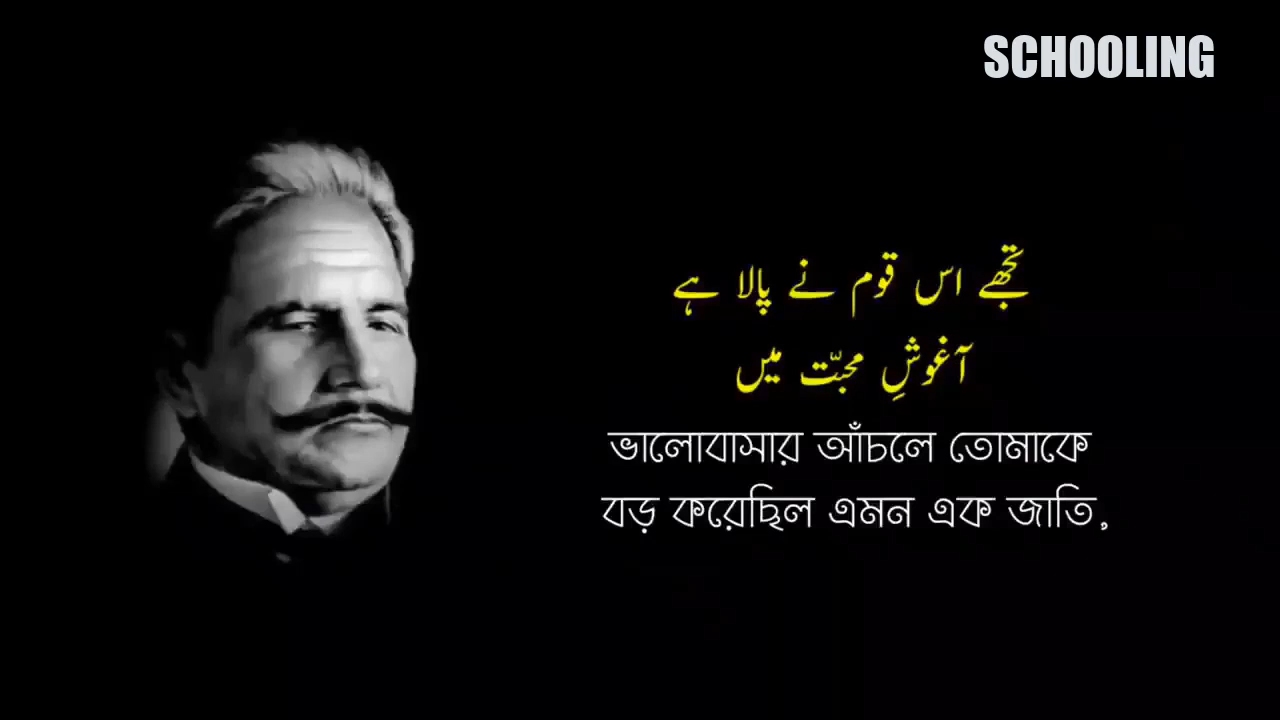 SCHOOLING
تجھے اس قوم نے پالا ہے
آغوشِ محبّت میں
ভালোবাসার আঁচলে তোমাকে
বড় করেছিল এমন এক জাতি,